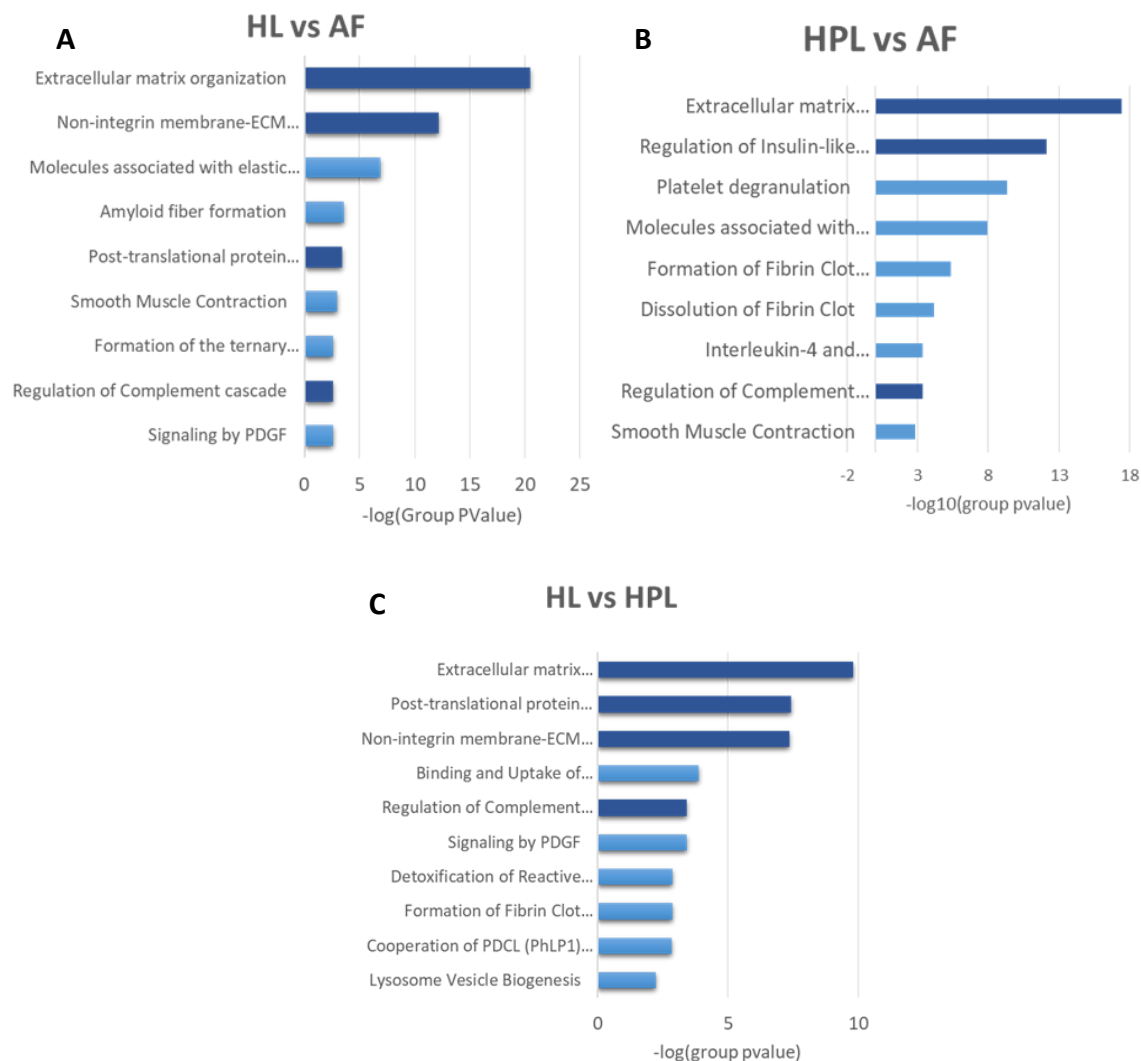 A
HL vs AF
Extracellular matrix organization
Non-integrin membrane-ECM...
Molecules associated with elastic...
Amyloid fiber formation
Post-translational protein...
Smooth Muscle Contraction
Formation of the ternary...
Regulation of Complement cascade
Signaling by PDGF
0 5 10 15 20 25
-log(Group PValue)
B
HPL vs AF
Extracellular matrix...
Regulation of Insulin-like...
Platelet degranulation
Molecules associated with...
Formation of Fibrin Clot...
Dissolution of Fibrin Clot
Interleukin-4 and...
Regulation of Complement...
Smooth Muscle Contraction
-2 3 8 13 18
-log10(group pvalue)
C
HL vs HPL
Extracellular matrix...
Post-translational protein...
Non-integrin membrane-ECM...
Binding and Uptake of...
Regulation of Complement...
Signaling by PDGF
Detoxification of Reactive...
Formation of Fibrin Clot...
Cooperation of PDCL (PhLP1)...
Lysosome Vesicle Biogenesis
0 5 10
-log(group pvalue)